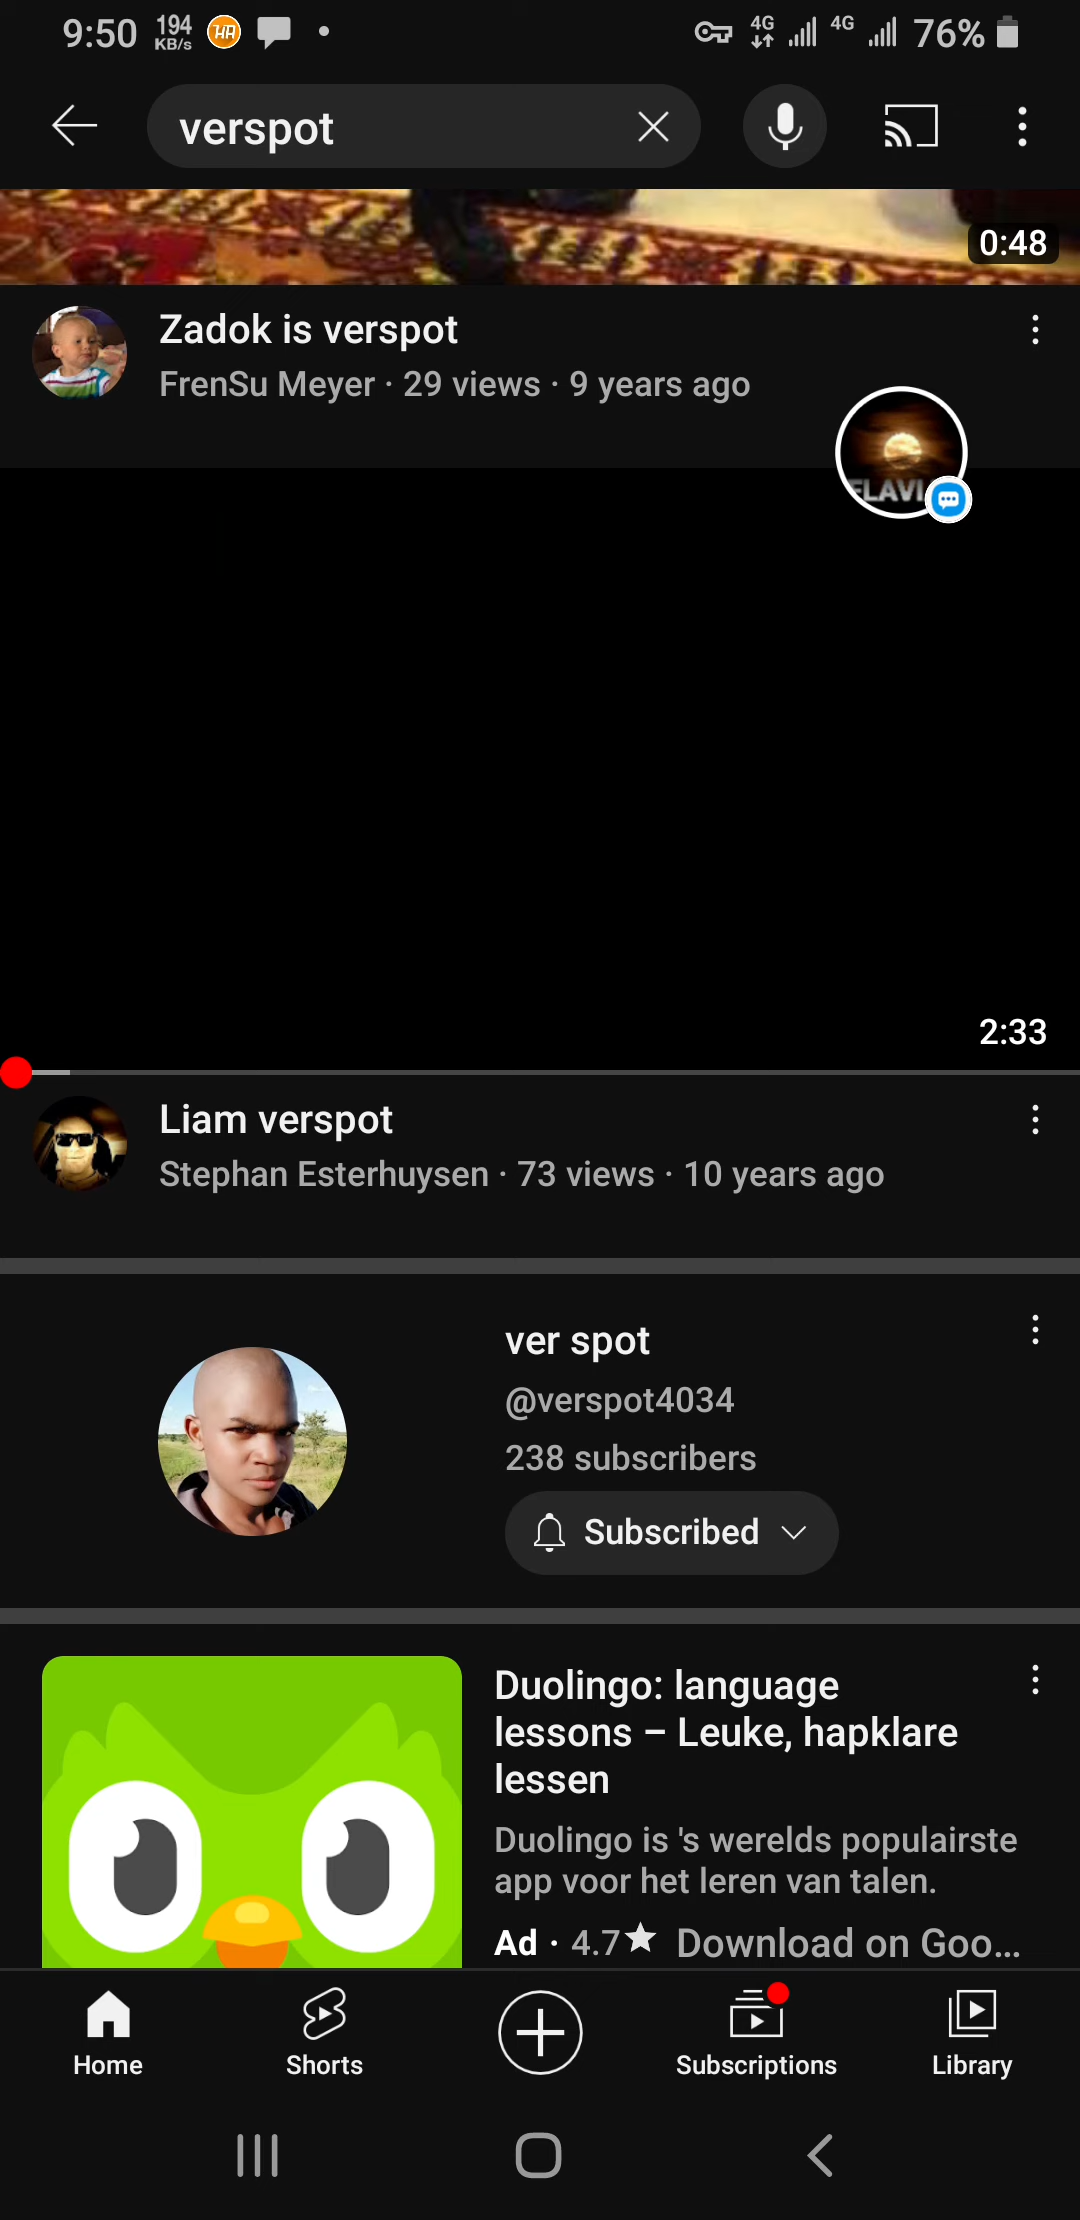 9:50 194 KB/s HA 4G 4G 76%
verspot
0:48
Zadok is verspot
FrenSu Meyer · 29 views · 9 years ago
FLAVI
2:33
Liam verspot
Stephan Esterhuysen · 73 views · 10 years ago
ver spot
@verspot4034
238 subscribers
Subscribed
Duolingo: language
lessons – Leuke, hapklare
lessen
Duolingo is 's werelds populairste
app voor het leren van talen.
Ad · 4.7★ Download on Goo...
Home Shorts Subscriptions Library